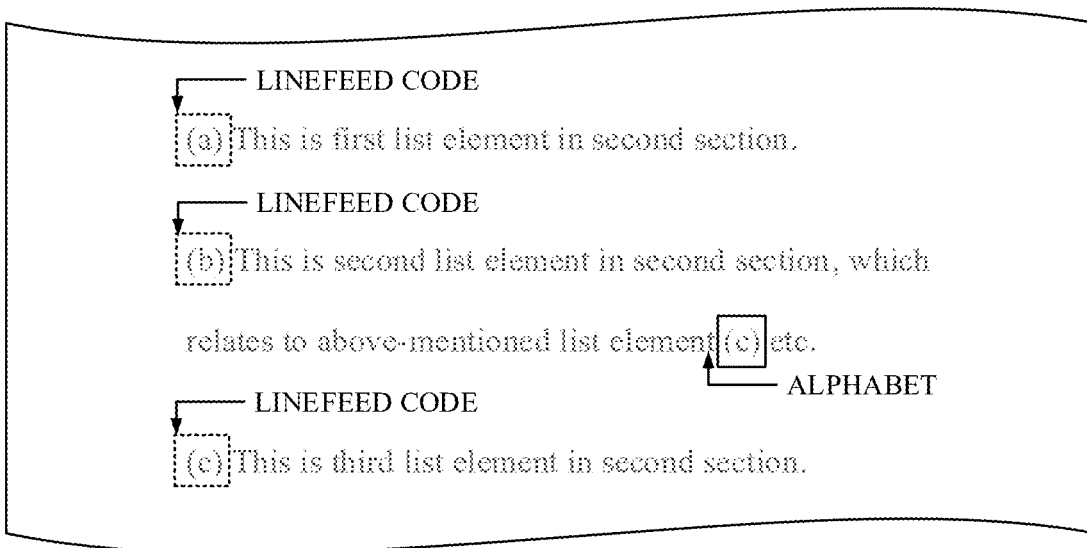 LINEFEED CODE
(a) This is first list element in second section.
LINEFEED CODE
(b) This is second list element in second section, which
relates to above-mentioned list element (c) etc.
ALPHABET
LINEFEED CODE
(c) This is third list element in second section.